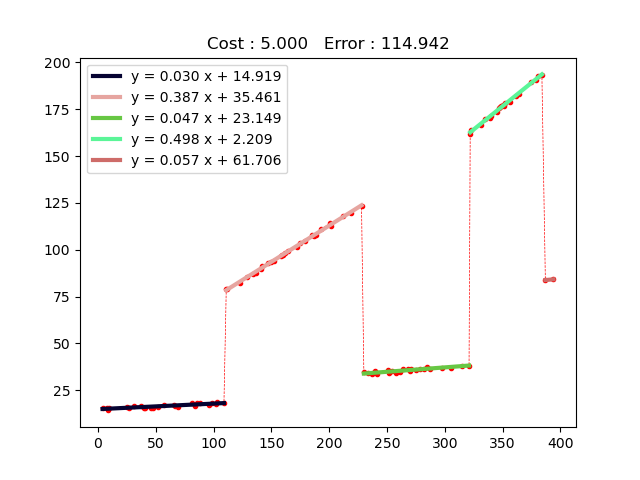 Cost : 5.000   Error : 114.942
200
175
150
125
100
75
50
25
y = 0.030 x + 14.919
y = 0.387 x + 35.461
y = 0.047 x + 23.149
y = 0.498 x + 2.209
y = 0.057 x + 61.706
0 50 100 150 200 250 300 350 400